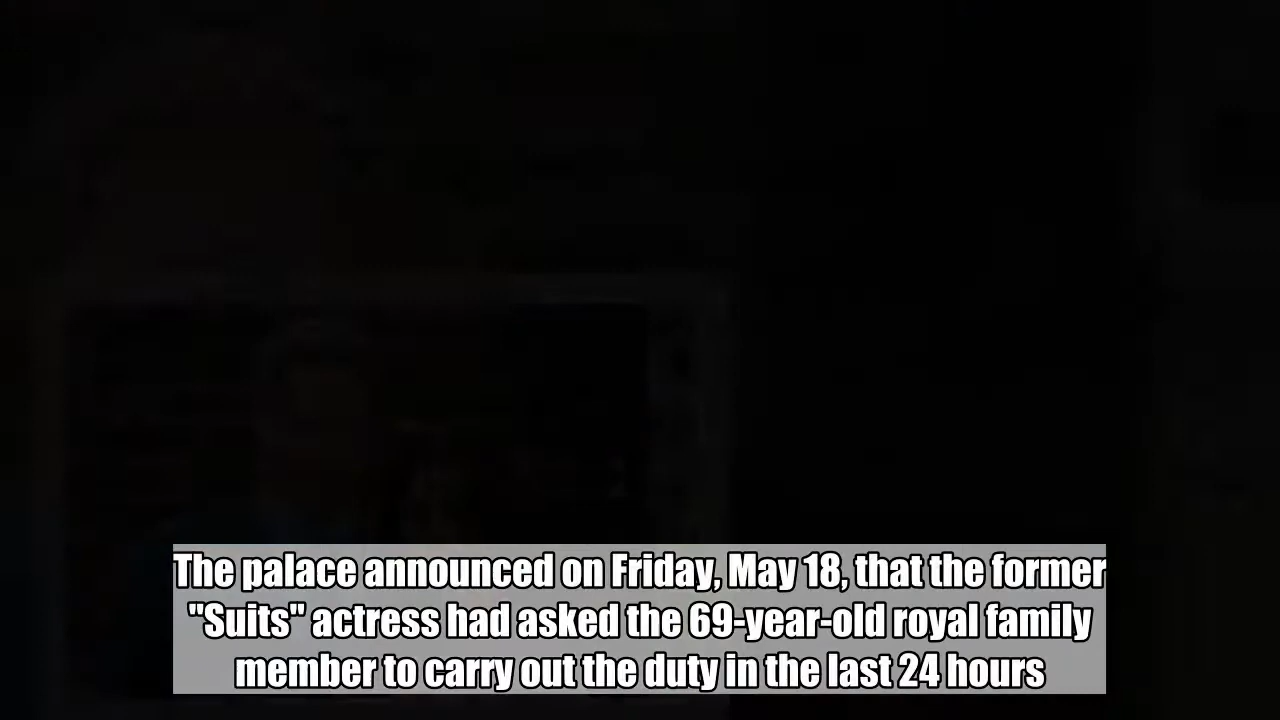 The palace announced on Friday, May 18, that the former
"Suits" actress had asked the 69-year-old royal family
member to carry out the duty in the last 24 hours